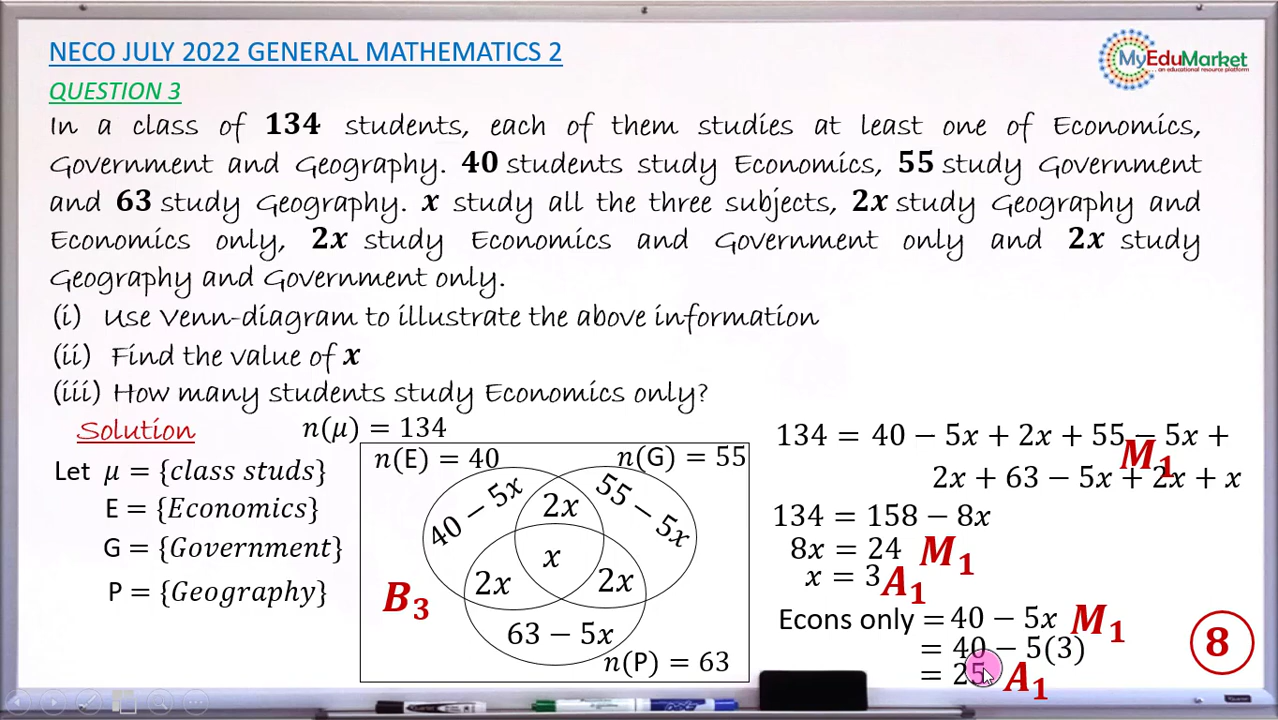 NECO JULY 2022 GENERAL MATHEMATICS 2
MyEduMarket
... an educational resource platform
QUESTION 3
In a class of 134 students, each of them studies at least one of Economics,
Government and Geography. 40 students study Economics, 55 study Government
and 63 study Geography. x study all the three subjects, 2x study Geography and
Economics only, 2x study Economics and Government only and 2x study
Geography and Government only.
(i) Use Venn-diagram to illustrate the above information
(ii) Find the value of x
(iii) How many students study Economics only?
Solution
n(μ) = 134
Let μ = {class studs}
E = {Economics}
G = {Government}
P = {Geography}
n(E) = 40
n(G) = 55
40 − 5x
2x
55 − 5x
x
2x
2x
B3
63 − 5x
n(P) = 63
134 = 40 − 5x + 2x + 55 − 5x +
2x + 63 − 5x + 2x + x
M1
134 = 158 − 8x
8x = 24 M1
x = 3 A1
Econs only = 40 − 5x M1
= 40 − 5(3)
= 25 A1
8